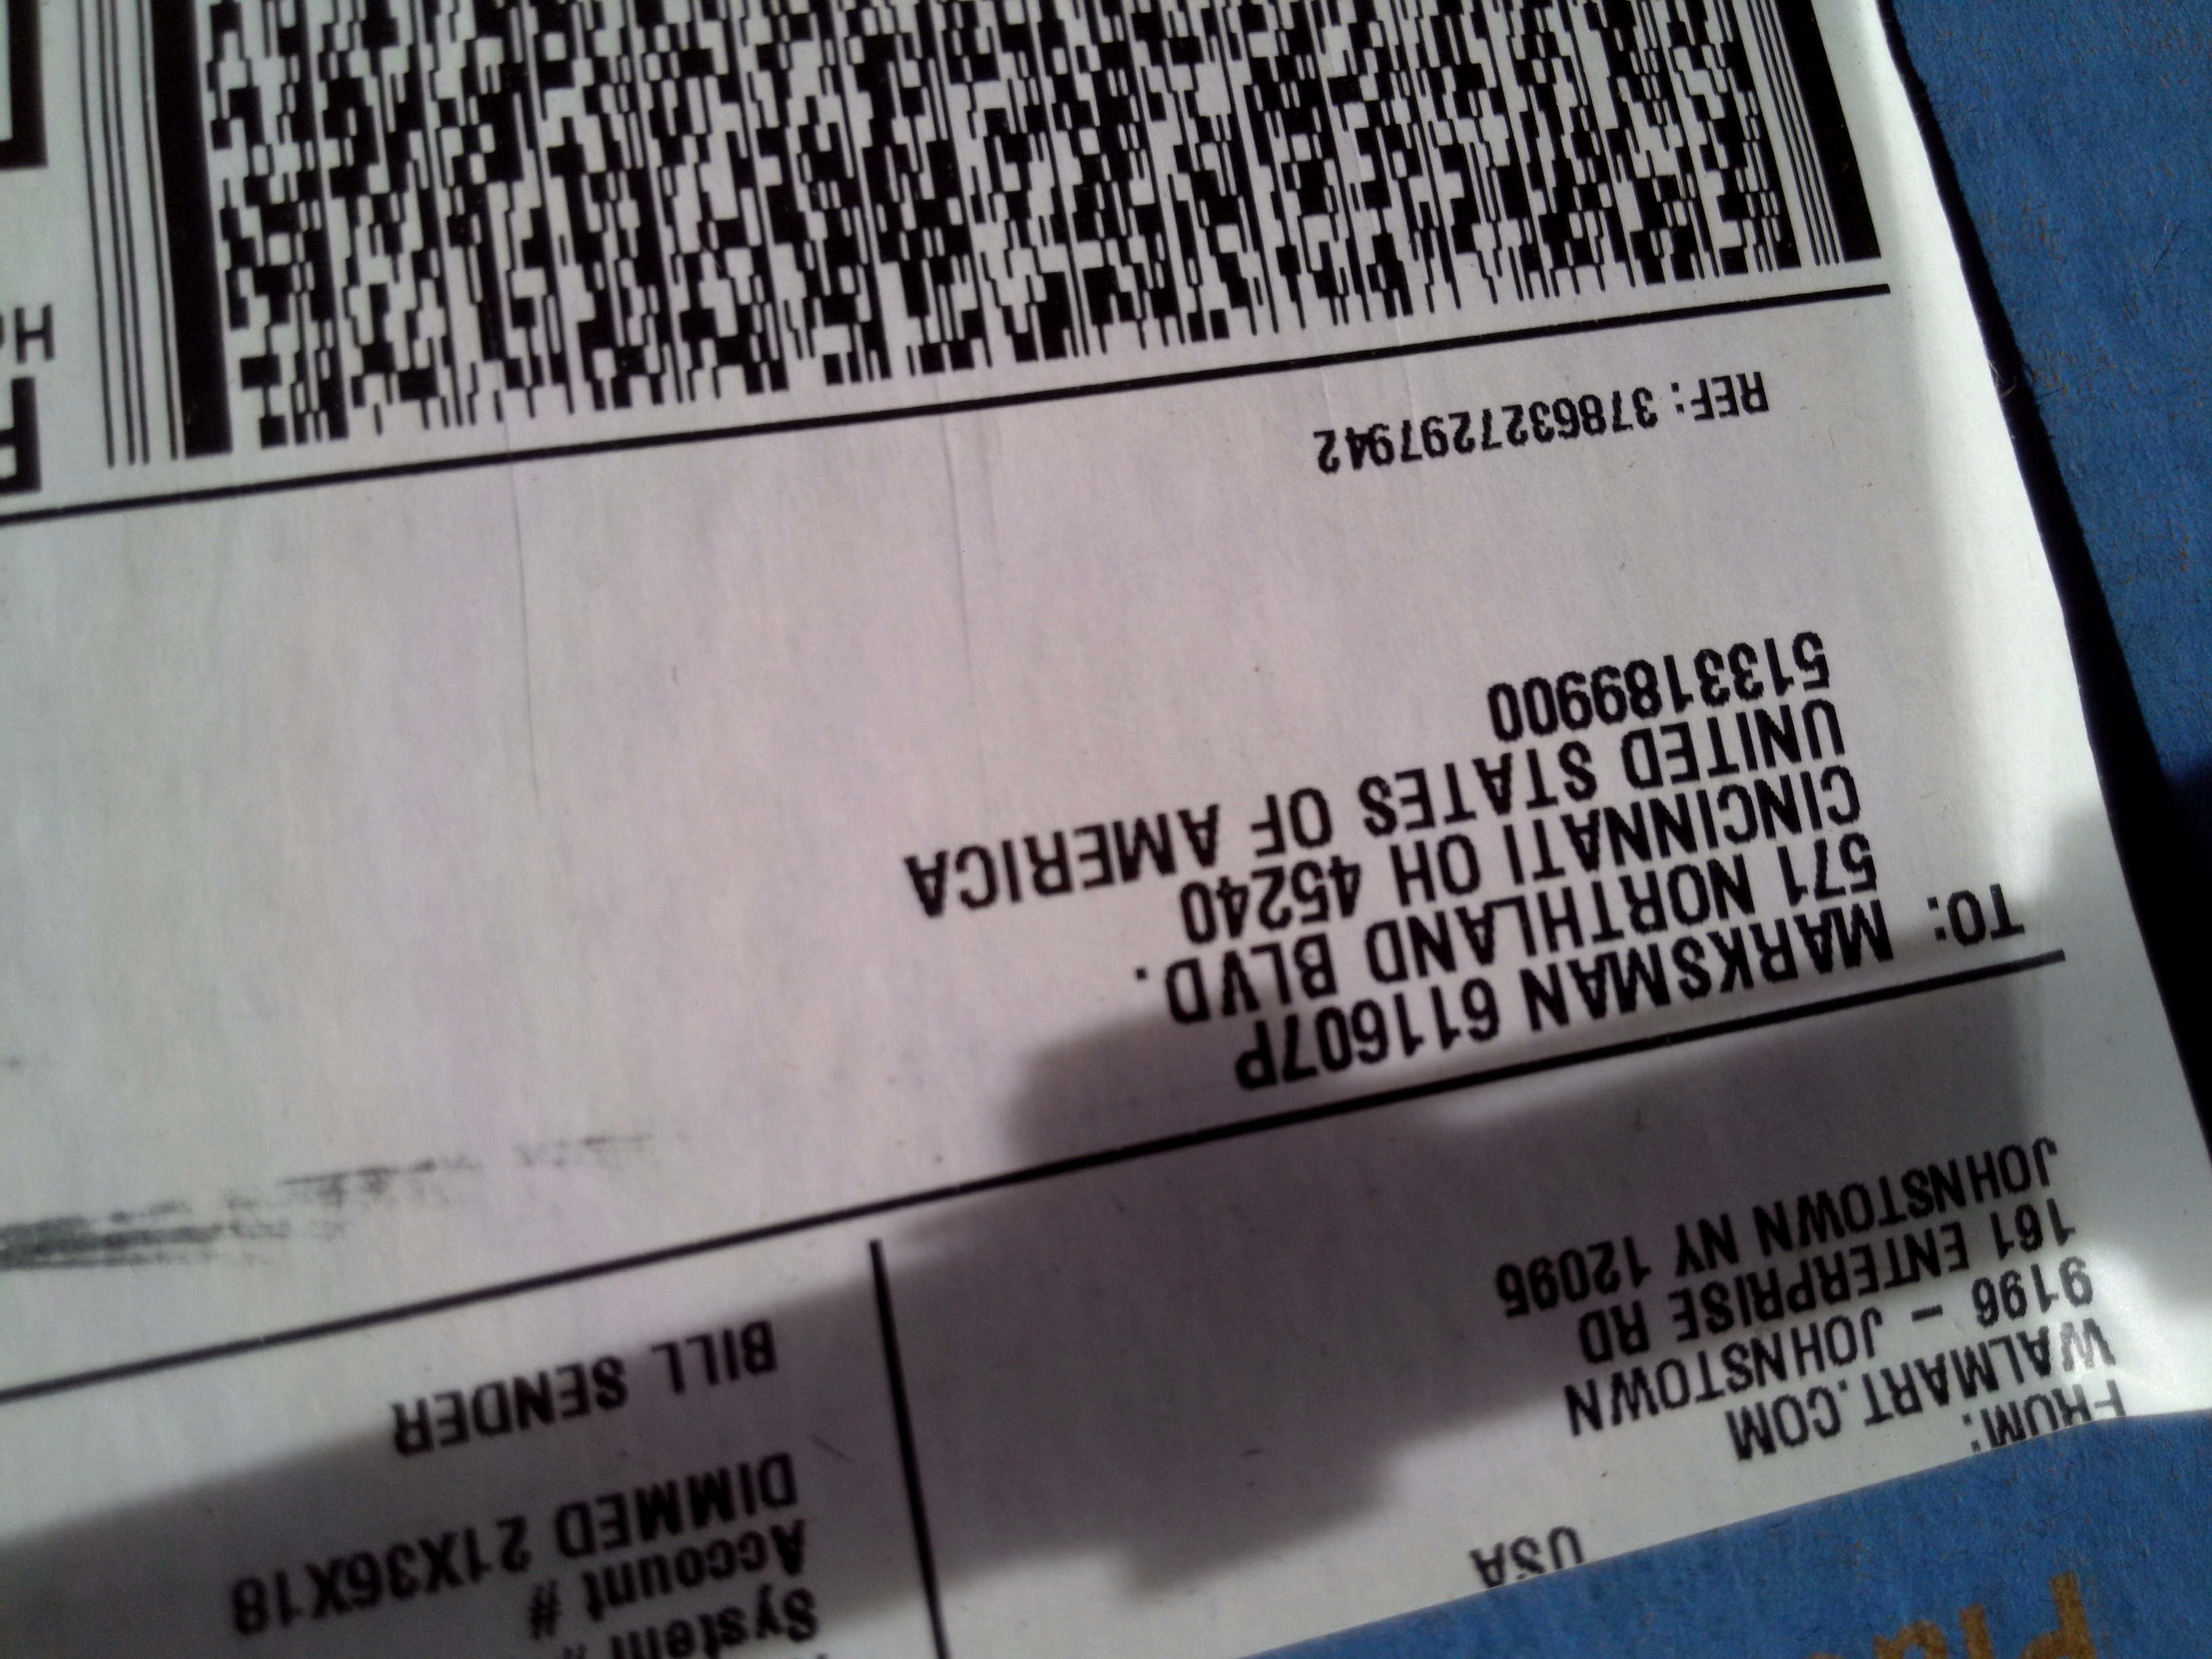 USA
FROM:
WALMART.COM
9196 - JOHNSTOWN
161 ENTERPRISE RD
JOHNSTOWN NY 12095
System #
Account #
DIMMED 21X36X18
BILL SENDER
TO:
MARKSMAN 611607P
571 NORTHLAND BLVD.
CINCINNATI OH 45240
UNITED STATES OF AMERICA
5133189900
REF: 3786327297942